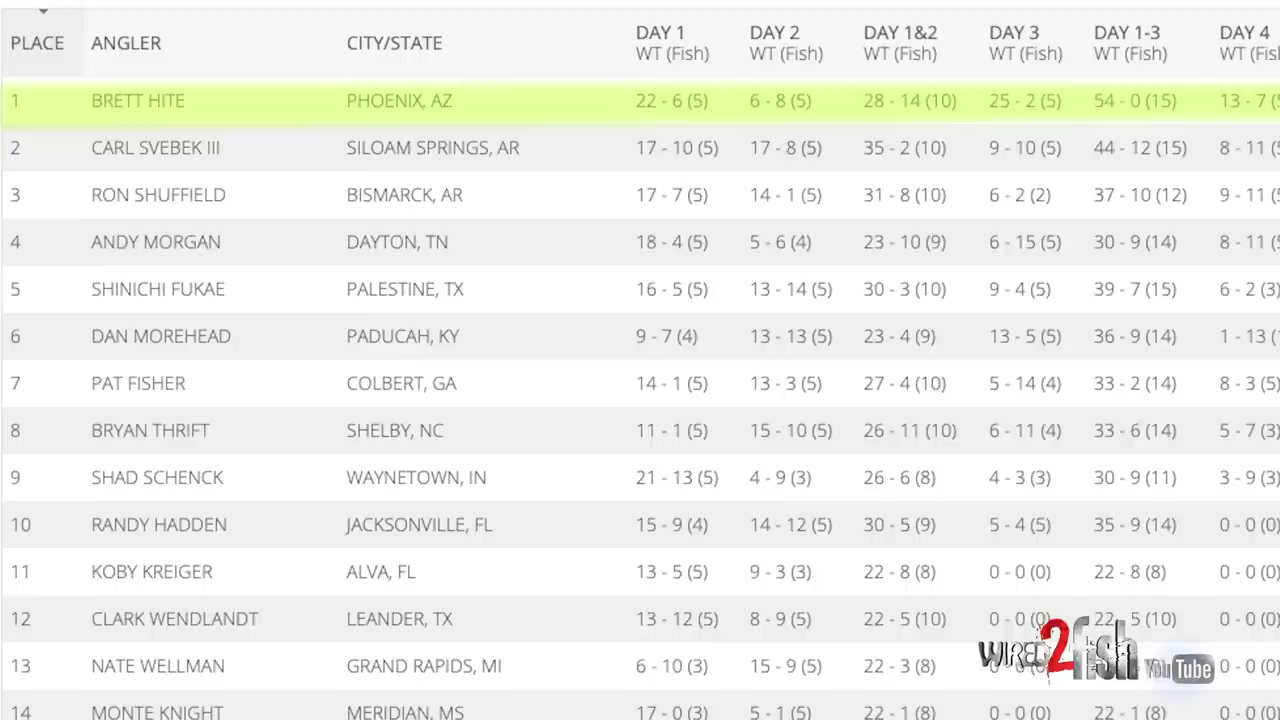 PLACE ANGLER CITY/STATE DAY 1 WT (Fish) DAY 2 WT (Fish) DAY 1&2 WT (Fish) DAY 3 WT (Fish) DAY 1-3 WT (Fish) DAY 4 WT (Fis
1 BRETT HITE PHOENIX, AZ 22 - 6 (5) 6 - 8 (5) 28 - 14 (10) 25 - 2 (5) 54 - 0 (15) 13 - 7 (5
2 CARL SVEBEK III SILOAM SPRINGS, AR 17 - 10 (5) 17 - 8 (5) 35 - 2 (10) 9 - 10 (5) 44 - 12 (15) 8 - 11 (5
3 RON SHUFFIELD BISMARCK, AR 17 - 7 (5) 14 - 1 (5) 31 - 8 (10) 6 - 2 (2) 37 - 10 (12) 9 - 11 (5
4 ANDY MORGAN DAYTON, TN 18 - 4 (5) 5 - 6 (4) 23 - 10 (9) 6 - 15 (5) 30 - 9 (14) 8 - 11 (5
5 SHINICHI FUKAE PALESTINE, TX 16 - 5 (5) 13 - 14 (5) 30 - 3 (10) 9 - 4 (5) 39 - 7 (15) 6 - 2 (3)
6 DAN MOREHEAD PADUCAH, KY 9 - 7 (4) 13 - 13 (5) 23 - 4 (9) 13 - 5 (5) 36 - 9 (14) 1 - 13 (1
7 PAT FISHER COLBERT, GA 14 - 1 (5) 13 - 3 (5) 27 - 4 (10) 5 - 14 (4) 33 - 2 (14) 8 - 3 (5)
8 BRYAN THRIFT SHELBY, NC 11 - 1 (5) 15 - 10 (5) 26 - 11 (10) 6 - 11 (4) 33 - 6 (14) 5 - 7 (3)
9 SHAD SCHENCK WAYNETOWN, IN 21 - 13 (5) 4 - 9 (3) 26 - 6 (8) 4 - 3 (3) 30 - 9 (11) 3 - 9 (3)
10 RANDY HADDEN JACKSONVILLE, FL 15 - 9 (4) 14 - 12 (5) 30 - 5 (9) 5 - 4 (5) 35 - 9 (14) 0 - 0 (0)
11 KOBY KREIGER ALVA, FL 13 - 5 (5) 9 - 3 (3) 22 - 8 (8) 0 - 0 (0) 22 - 8 (8) 0 - 0 (0)
12 CLARK WENDLANDT LEANDER, TX 13 - 12 (5) 8 - 9 (5) 22 - 5 (10) 0 - 0 (0) 22 - 5 (10) 0 - 0 (0)
13 NATE WELLMAN GRAND RAPIDS, MI 6 - 10 (3) 15 - 9 (5) 22 - 3 (8) 0 - 0 (0) 0 - 0 (0)
14 MONTE KNIGHT MERIDIAN, MS 17 - 0 (3) 5 - 1 (5) 22 - 1 (8) 0 - 0 (0) 22 - 1 (8) 0 - 0 (0)
WIRED2fish YouTube